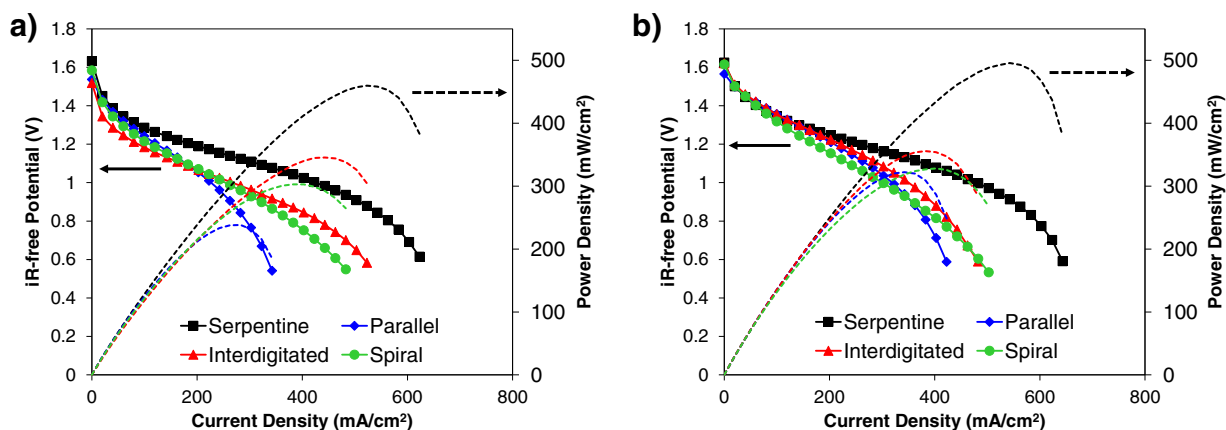 a)
1.8
1.6
1.4
1.2
1
0.8
0.6
0.4
0.2
0
iR-free Potential (V)
500
400
300
200
100
0
Power Density (mW/cm²)
Serpentine
Parallel
Interdigitated
Spiral
0 200 400 600 800
Current Density (mA/cm²)
b)
1.8
1.6
1.4
1.2
1
0.8
0.6
0.4
0.2
0
iR-free Potential (V)
500
400
300
200
100
0
Power Density (mW/cm²)
Serpentine
Parallel
Interdigitated
Spiral
0 200 400 600 800
Current Density (mA/cm²)